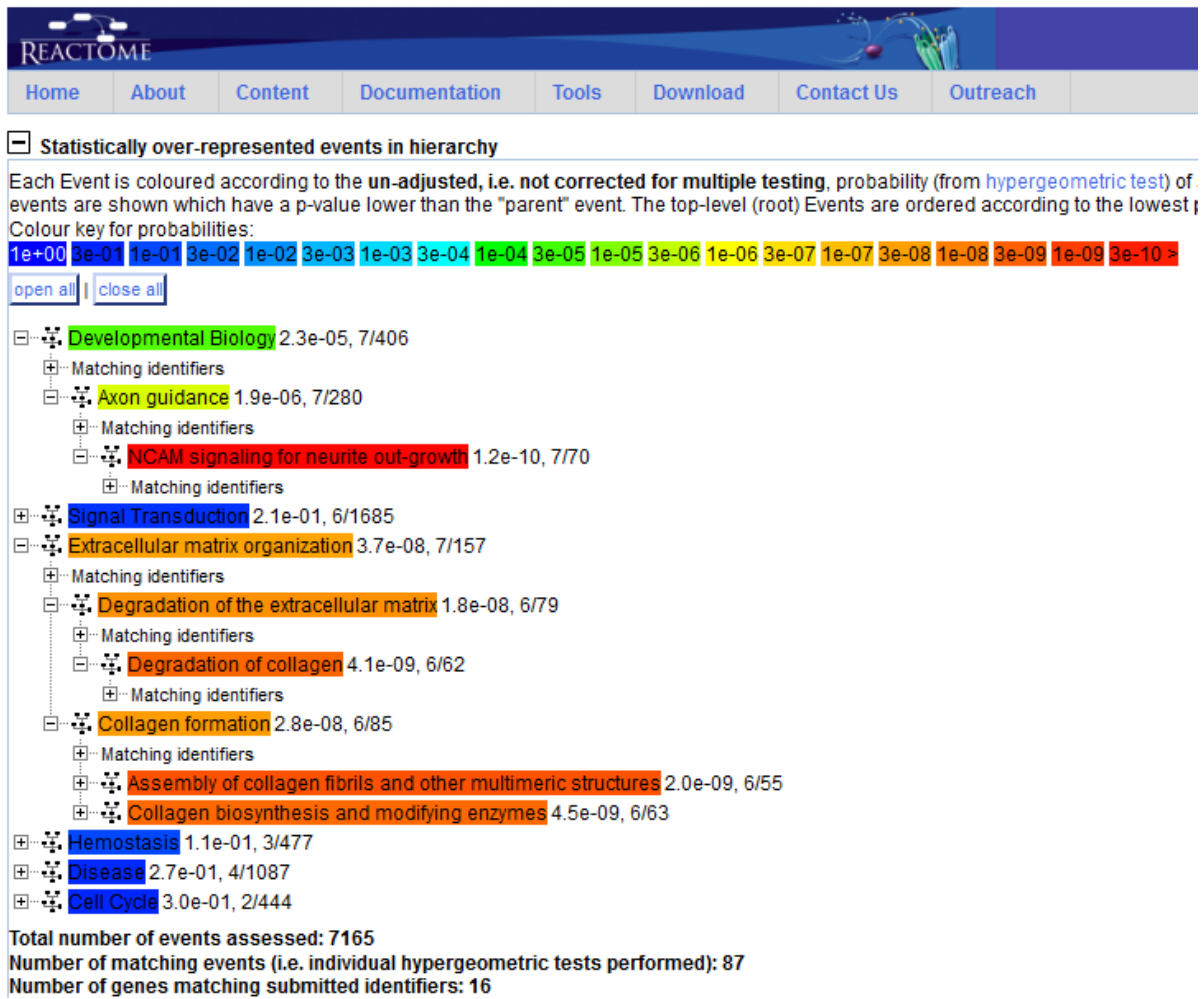 REACTOME
Home About Content Documentation Tools Download Contact Us Outreach
Statistically over-represented events in hierarchy
Each Event is coloured according to the un-adjusted, i.e. not corrected for multiple testing, probability (from hypergeometric test) of
events are shown which have a p-value lower than the "parent" event. The top-level (root) Events are ordered according to the lowest
Colour key for probabilities:
1e+00 3e-01 1e-01 3e-02 1e-02 3e-03 1e-03 3e-04 1e-04 3e-05 1e-05 3e-06 1e-06 3e-07 1e-07 3e-08 1e-08 3e-09 1e-09 3e-10 >
open all | close all
Developmental Biology 2.3e-05, 7/406
Matching identifiers
Axon guidance 1.9e-06, 7/280
Matching identifiers
NCAM signaling for neurite out-growth 1.2e-10, 7/70
Matching identifiers
Signal Transduction 2.1e-01, 6/1685
Extracellular matrix organization 3.7e-08, 7/157
Matching identifiers
Degradation of the extracellular matrix 1.8e-08, 6/79
Matching identifiers
Degradation of collagen 4.1e-09, 6/62
Matching identifiers
Collagen formation 2.8e-08, 6/85
Matching identifiers
Assembly of collagen fibrils and other multimeric structures 2.0e-09, 6/55
Collagen biosynthesis and modifying enzymes 4.5e-09, 6/63
Hemostasis 1.1e-01, 3/477
Disease 2.7e-01, 4/1087
Cell Cycle 3.0e-01, 2/444
Total number of events assessed: 7165
Number of matching events (i.e. individual hypergeometric tests performed): 87
Number of genes matching submitted identifiers: 16